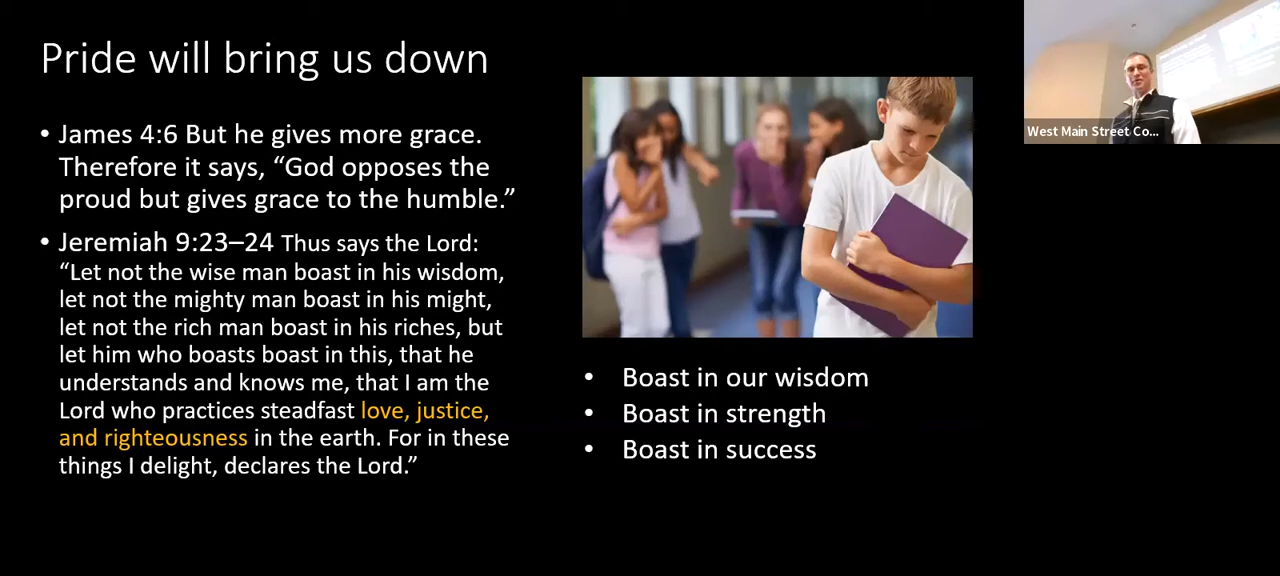 Pride will bring us down
• James 4:6 But he gives more grace.
Therefore it says, “God opposes the
proud but gives grace to the humble.”
• Jeremiah 9:23–24 Thus says the Lord:
“Let not the wise man boast in his wisdom,
let not the mighty man boast in his might,
let not the rich man boast in his riches, but
let him who boasts boast in this, that he
understands and knows me, that I am the
Lord who practices steadfast love, justice,
and righteousness in the earth. For in these
things I delight, declares the Lord.”
• Boast in our wisdom
• Boast in strength
• Boast in success
West Main Street Co...